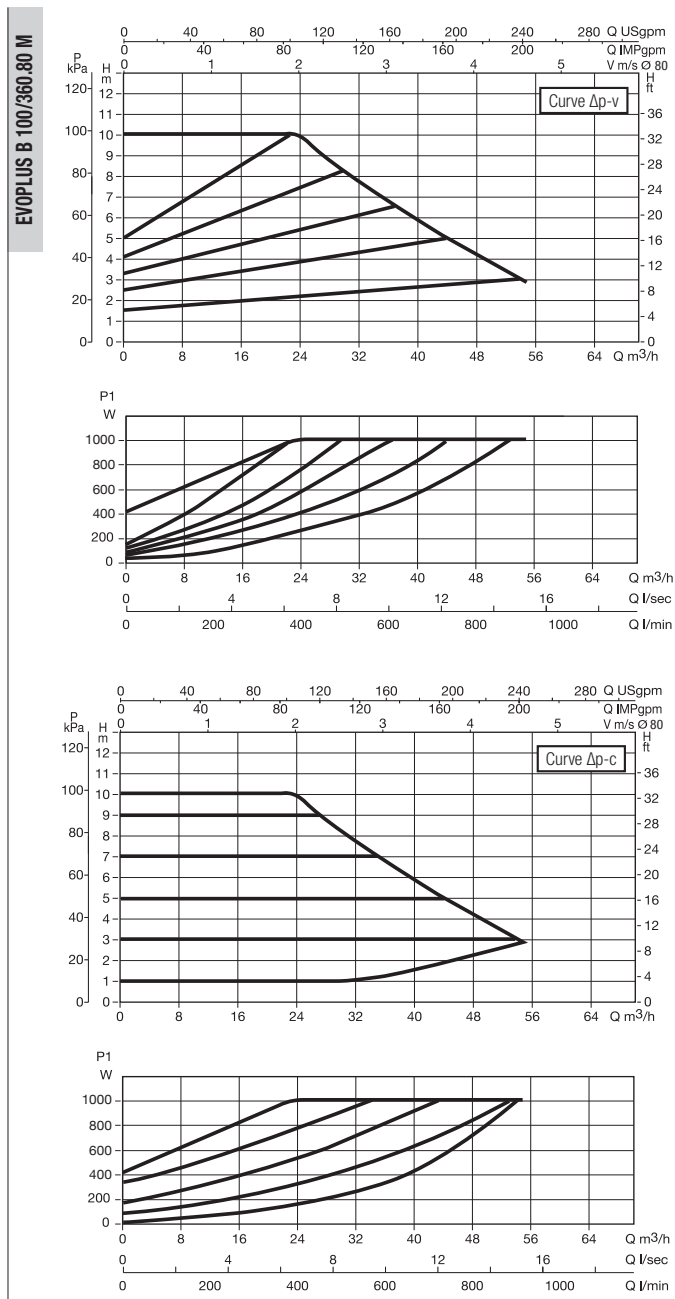 EVOPLUS B 100/360.80 M
0 40 80 120 160 200 240 280 Q USgpm
0 40 80 120 160 200 Q IMPgpm
0 1 2 3 4 5 V m/s Ø 80
P kPa
H m
H ft
Curve Δp-v
120
100
80
60
40
20
0
12
11
10
9
8
7
6
5
4
3
2
1
0
36
32
28
24
20
16
12
8
4
0
0 8 16 24 32 40 48 56 64 Q m³/h
P1
W
1000
800
600
400
200
0
0 8 16 24 32 40 48 56 64 Q m³/h
0 4 8 12 16 Q l/sec
0 200 400 600 800 1000 Q l/min
0 40 80 120 160 200 240 280 Q USgpm
0 40 80 120 160 200 Q IMPgpm
0 1 2 3 4 5 V m/s Ø 80
P kPa
H m
H ft
Curve Δp-c
120
100
80
60
40
20
0
12
11
10
9
8
7
6
5
4
3
2
1
0
36
32
28
24
20
16
12
8
4
0
0 8 16 24 32 40 48 56 64 Q m³/h
P1
W
1000
800
600
400
200
0
0 8 16 24 32 40 48 56 64 Q m³/h
0 4 8 12 16 Q l/sec
0 200 400 600 800 1000 Q l/min